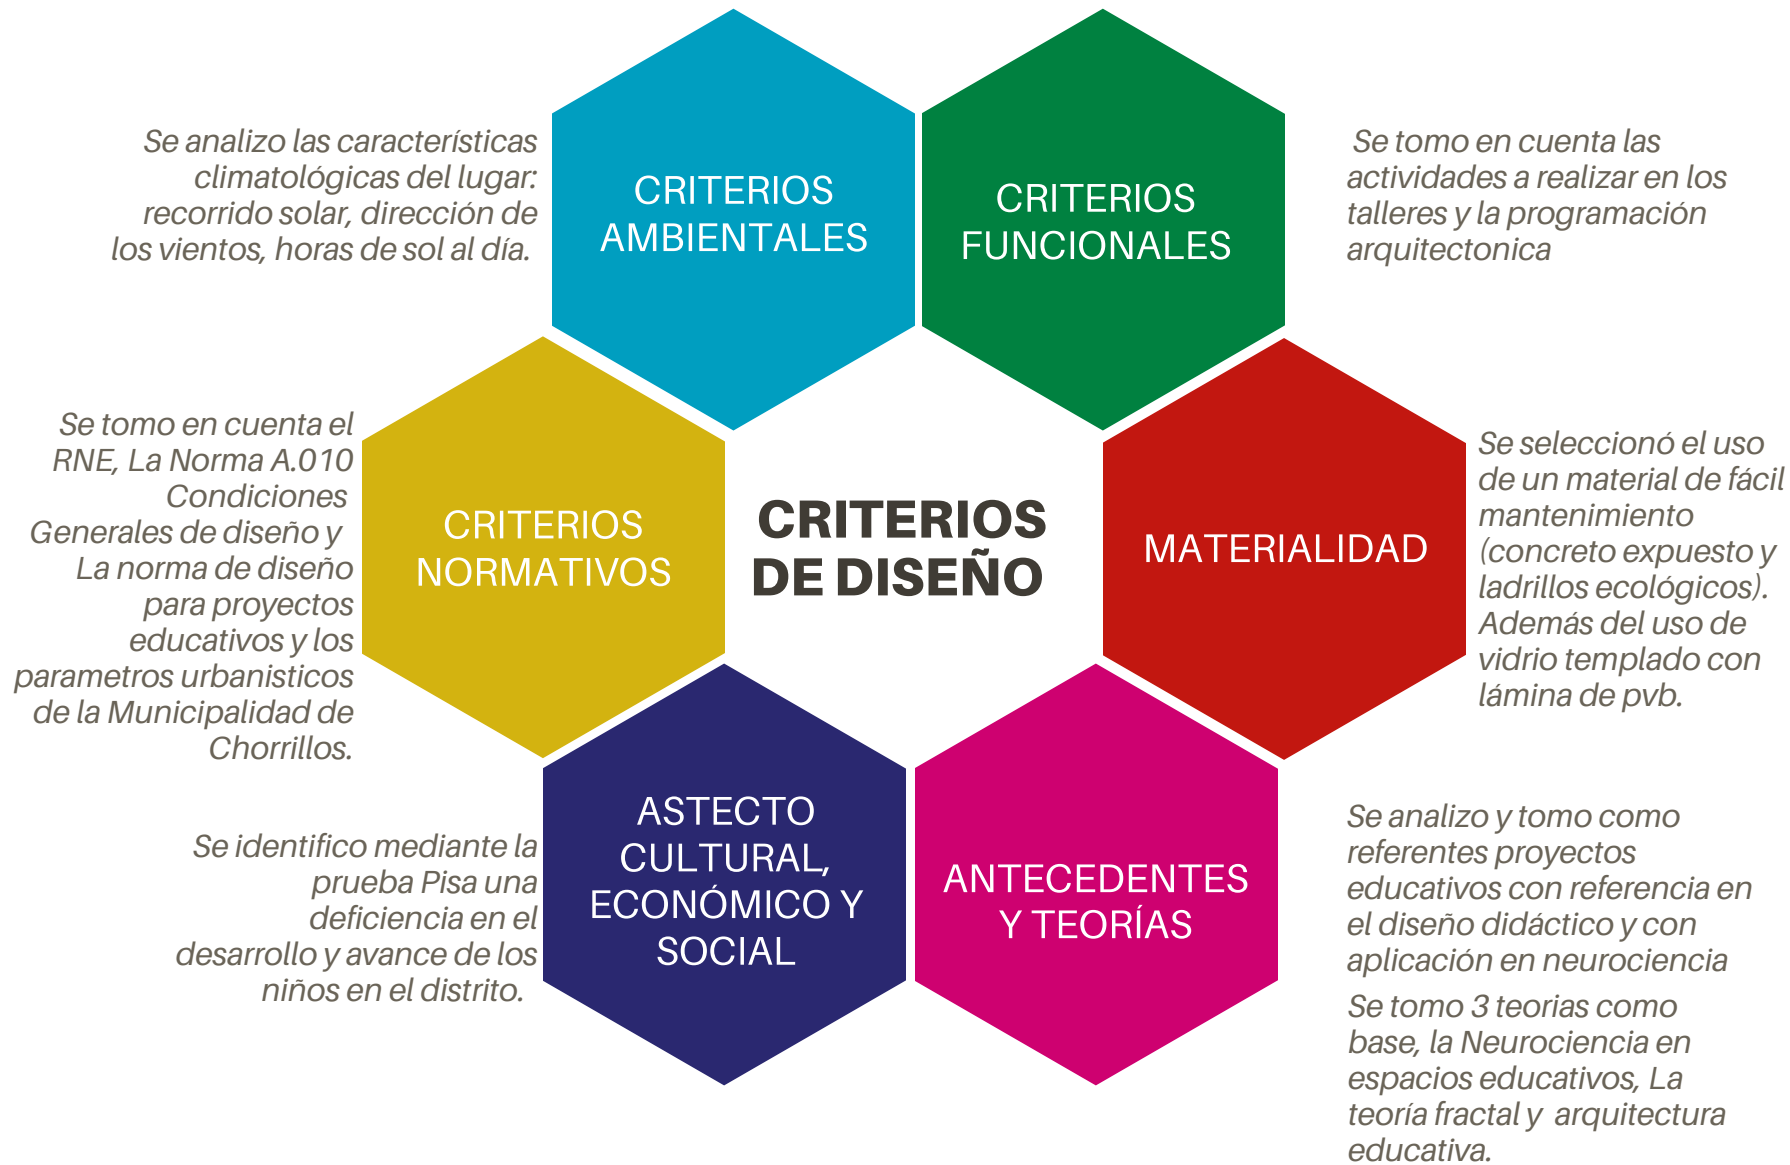 Se analizo las características
climatológicas del lugar:
recorrido solar, dirección de
los vientos, horas de sol al día.
CRITERIOS
AMBIENTALES
CRITERIOS
FUNCIONALES
Se tomo en cuenta las
actividades a realizar en los
talleres y la programación
arquitectonica
Se tomo en cuenta el
RNE, La Norma A.010
Condiciones
Generales de diseño y
La norma de diseño
para proyectos
educativos y los
parametros urbanisticos
de la Municipalidad de
Chorrillos.
CRITERIOS
NORMATIVOS
CRITERIOS
DE DISEÑO
MATERIALIDAD
Se seleccionó el uso
de un material de fácil
mantenimiento
(concreto expuesto y
ladrillos ecológicos).
Además del uso de
vidrio templado con
lámina de pvb.
Se identifico mediante la
prueba Pisa una
deficiencia en el
desarrollo y avance de los
niños en el distrito.
ASTECTO
CULTURAL,
ECONÓMICO Y
SOCIAL
ANTECEDENTES
Y TEORÍAS
Se analizo y tomo como
referentes proyectos
educativos con referencia en
el diseño didáctico y con
aplicación en neurociencia
Se tomo 3 teorias como
base, la Neurociencia en
espacios educativos, La
teoría fractal y arquitectura
educativa.